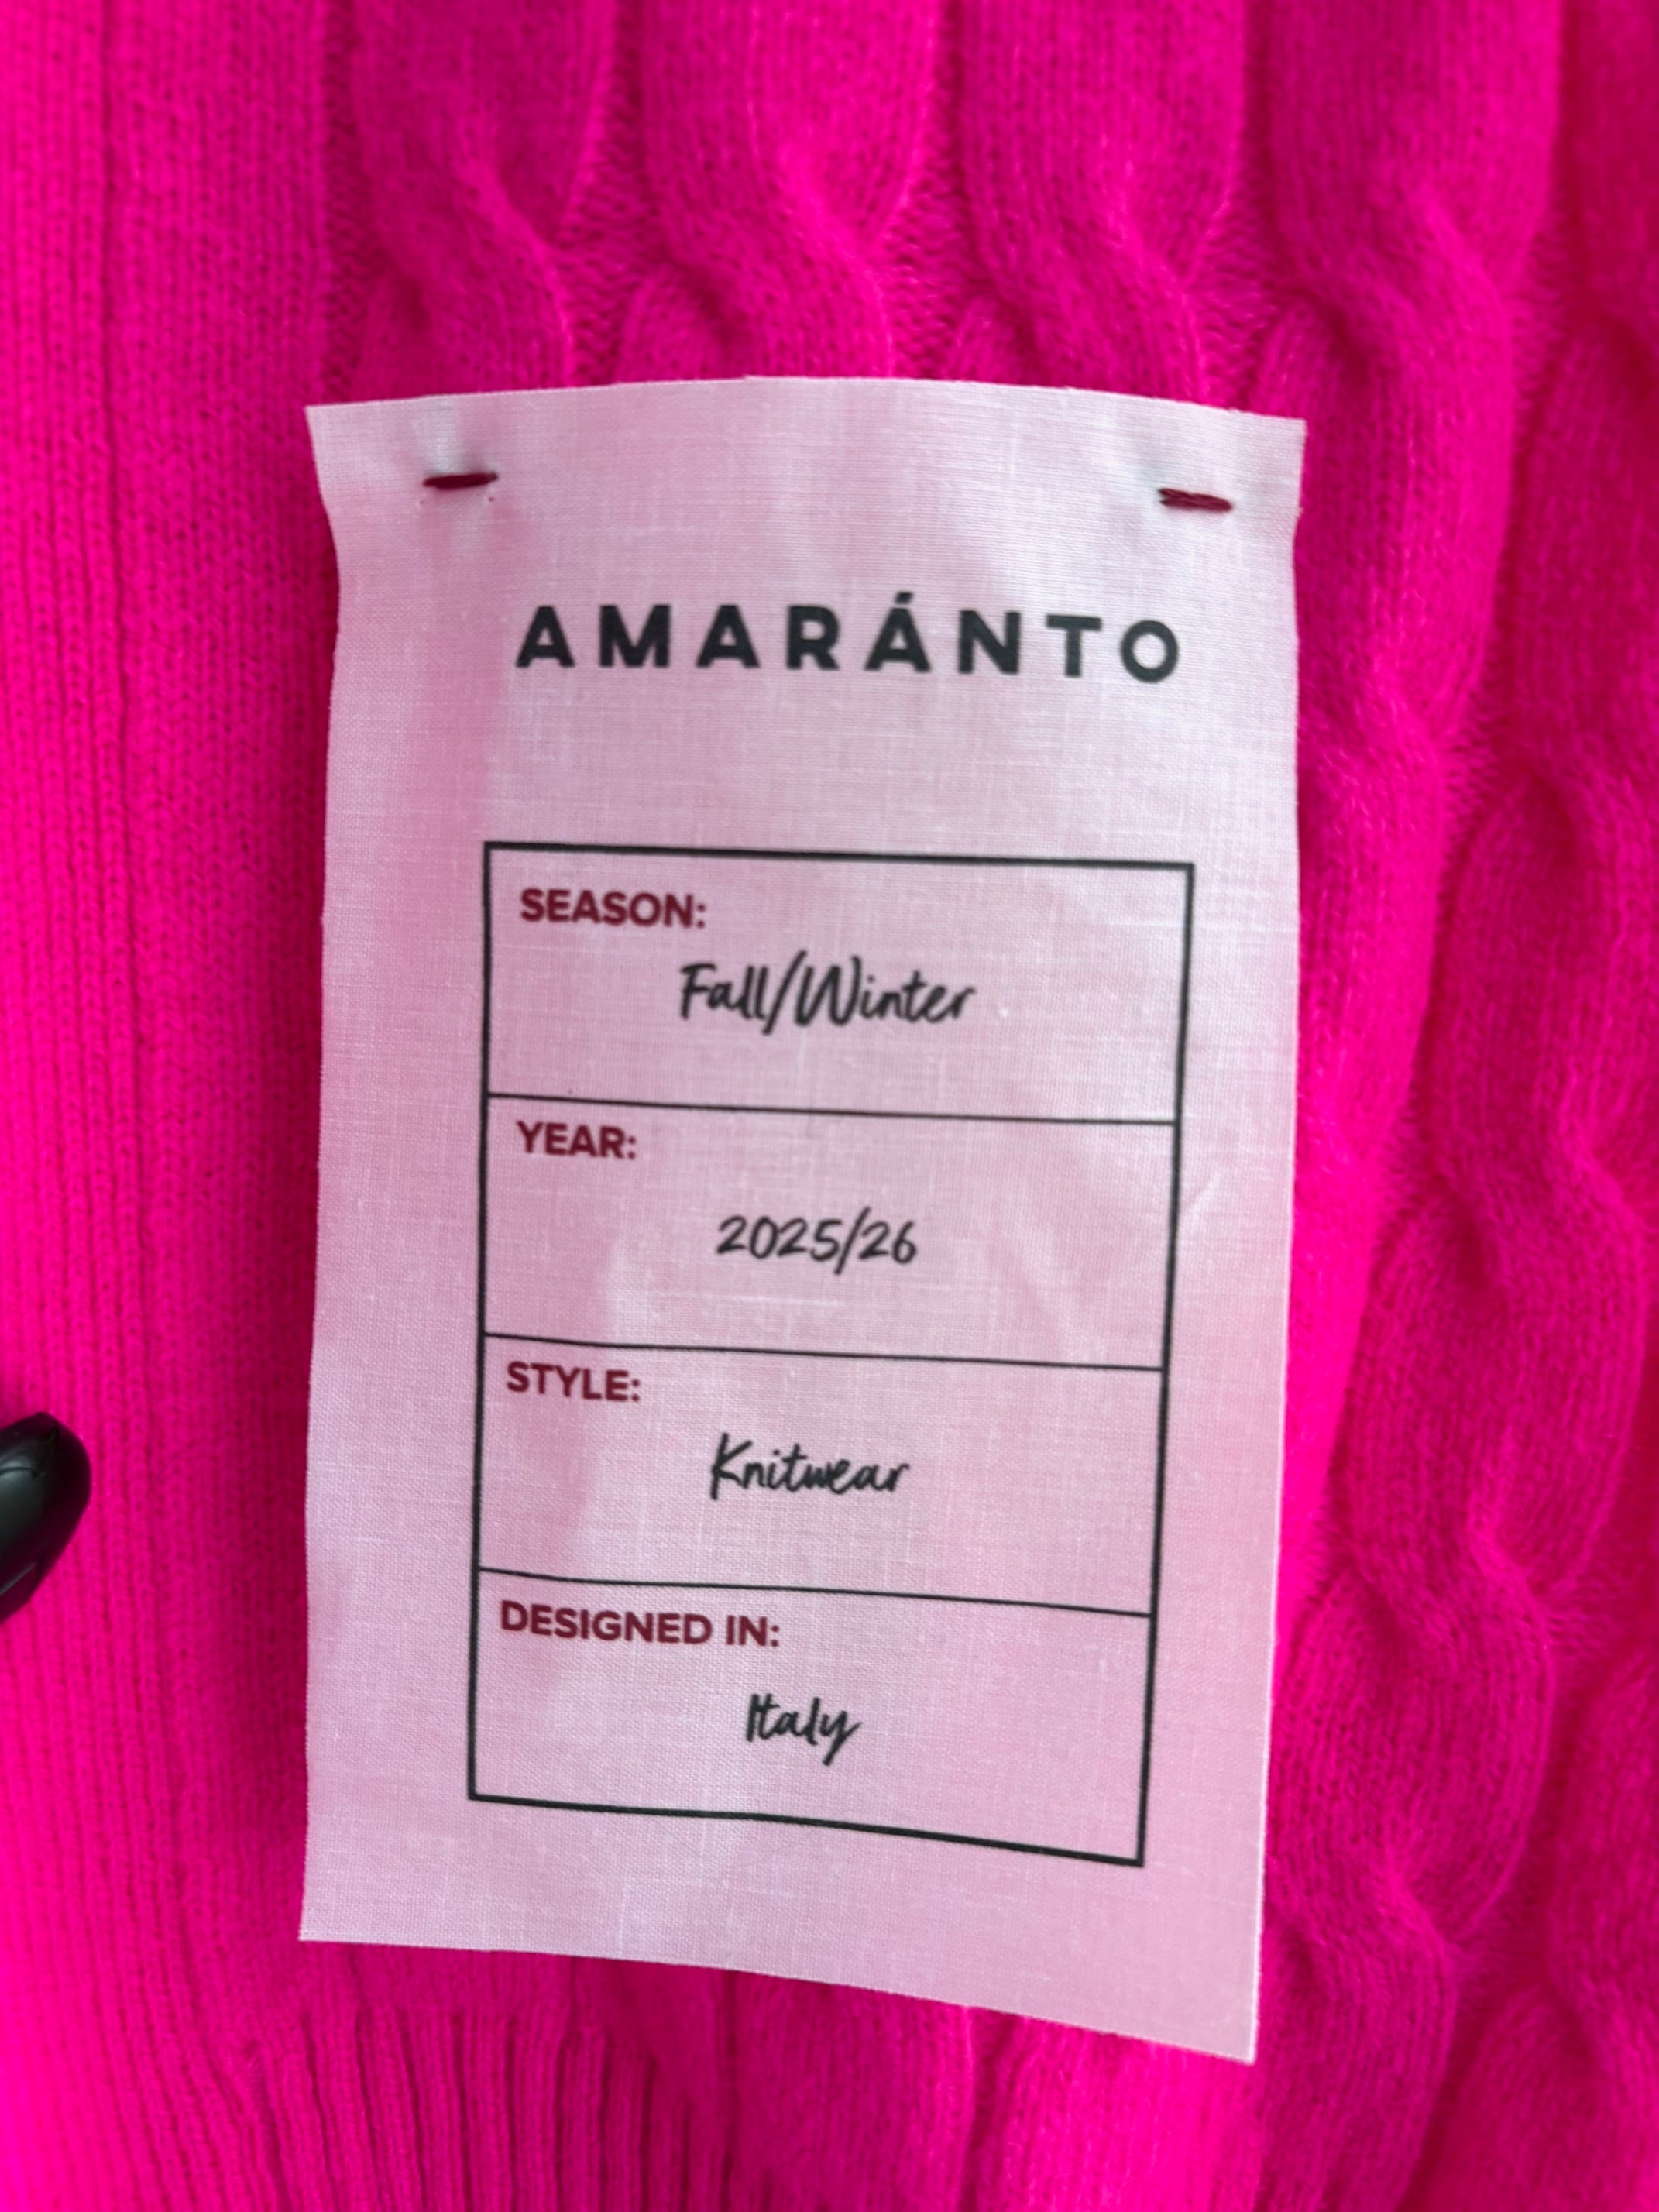 AMARÁNTO
SEASON:
Fall/Winter
YEAR:
2025/26
STYLE:
Knitwear
DESIGNED IN:
Italy